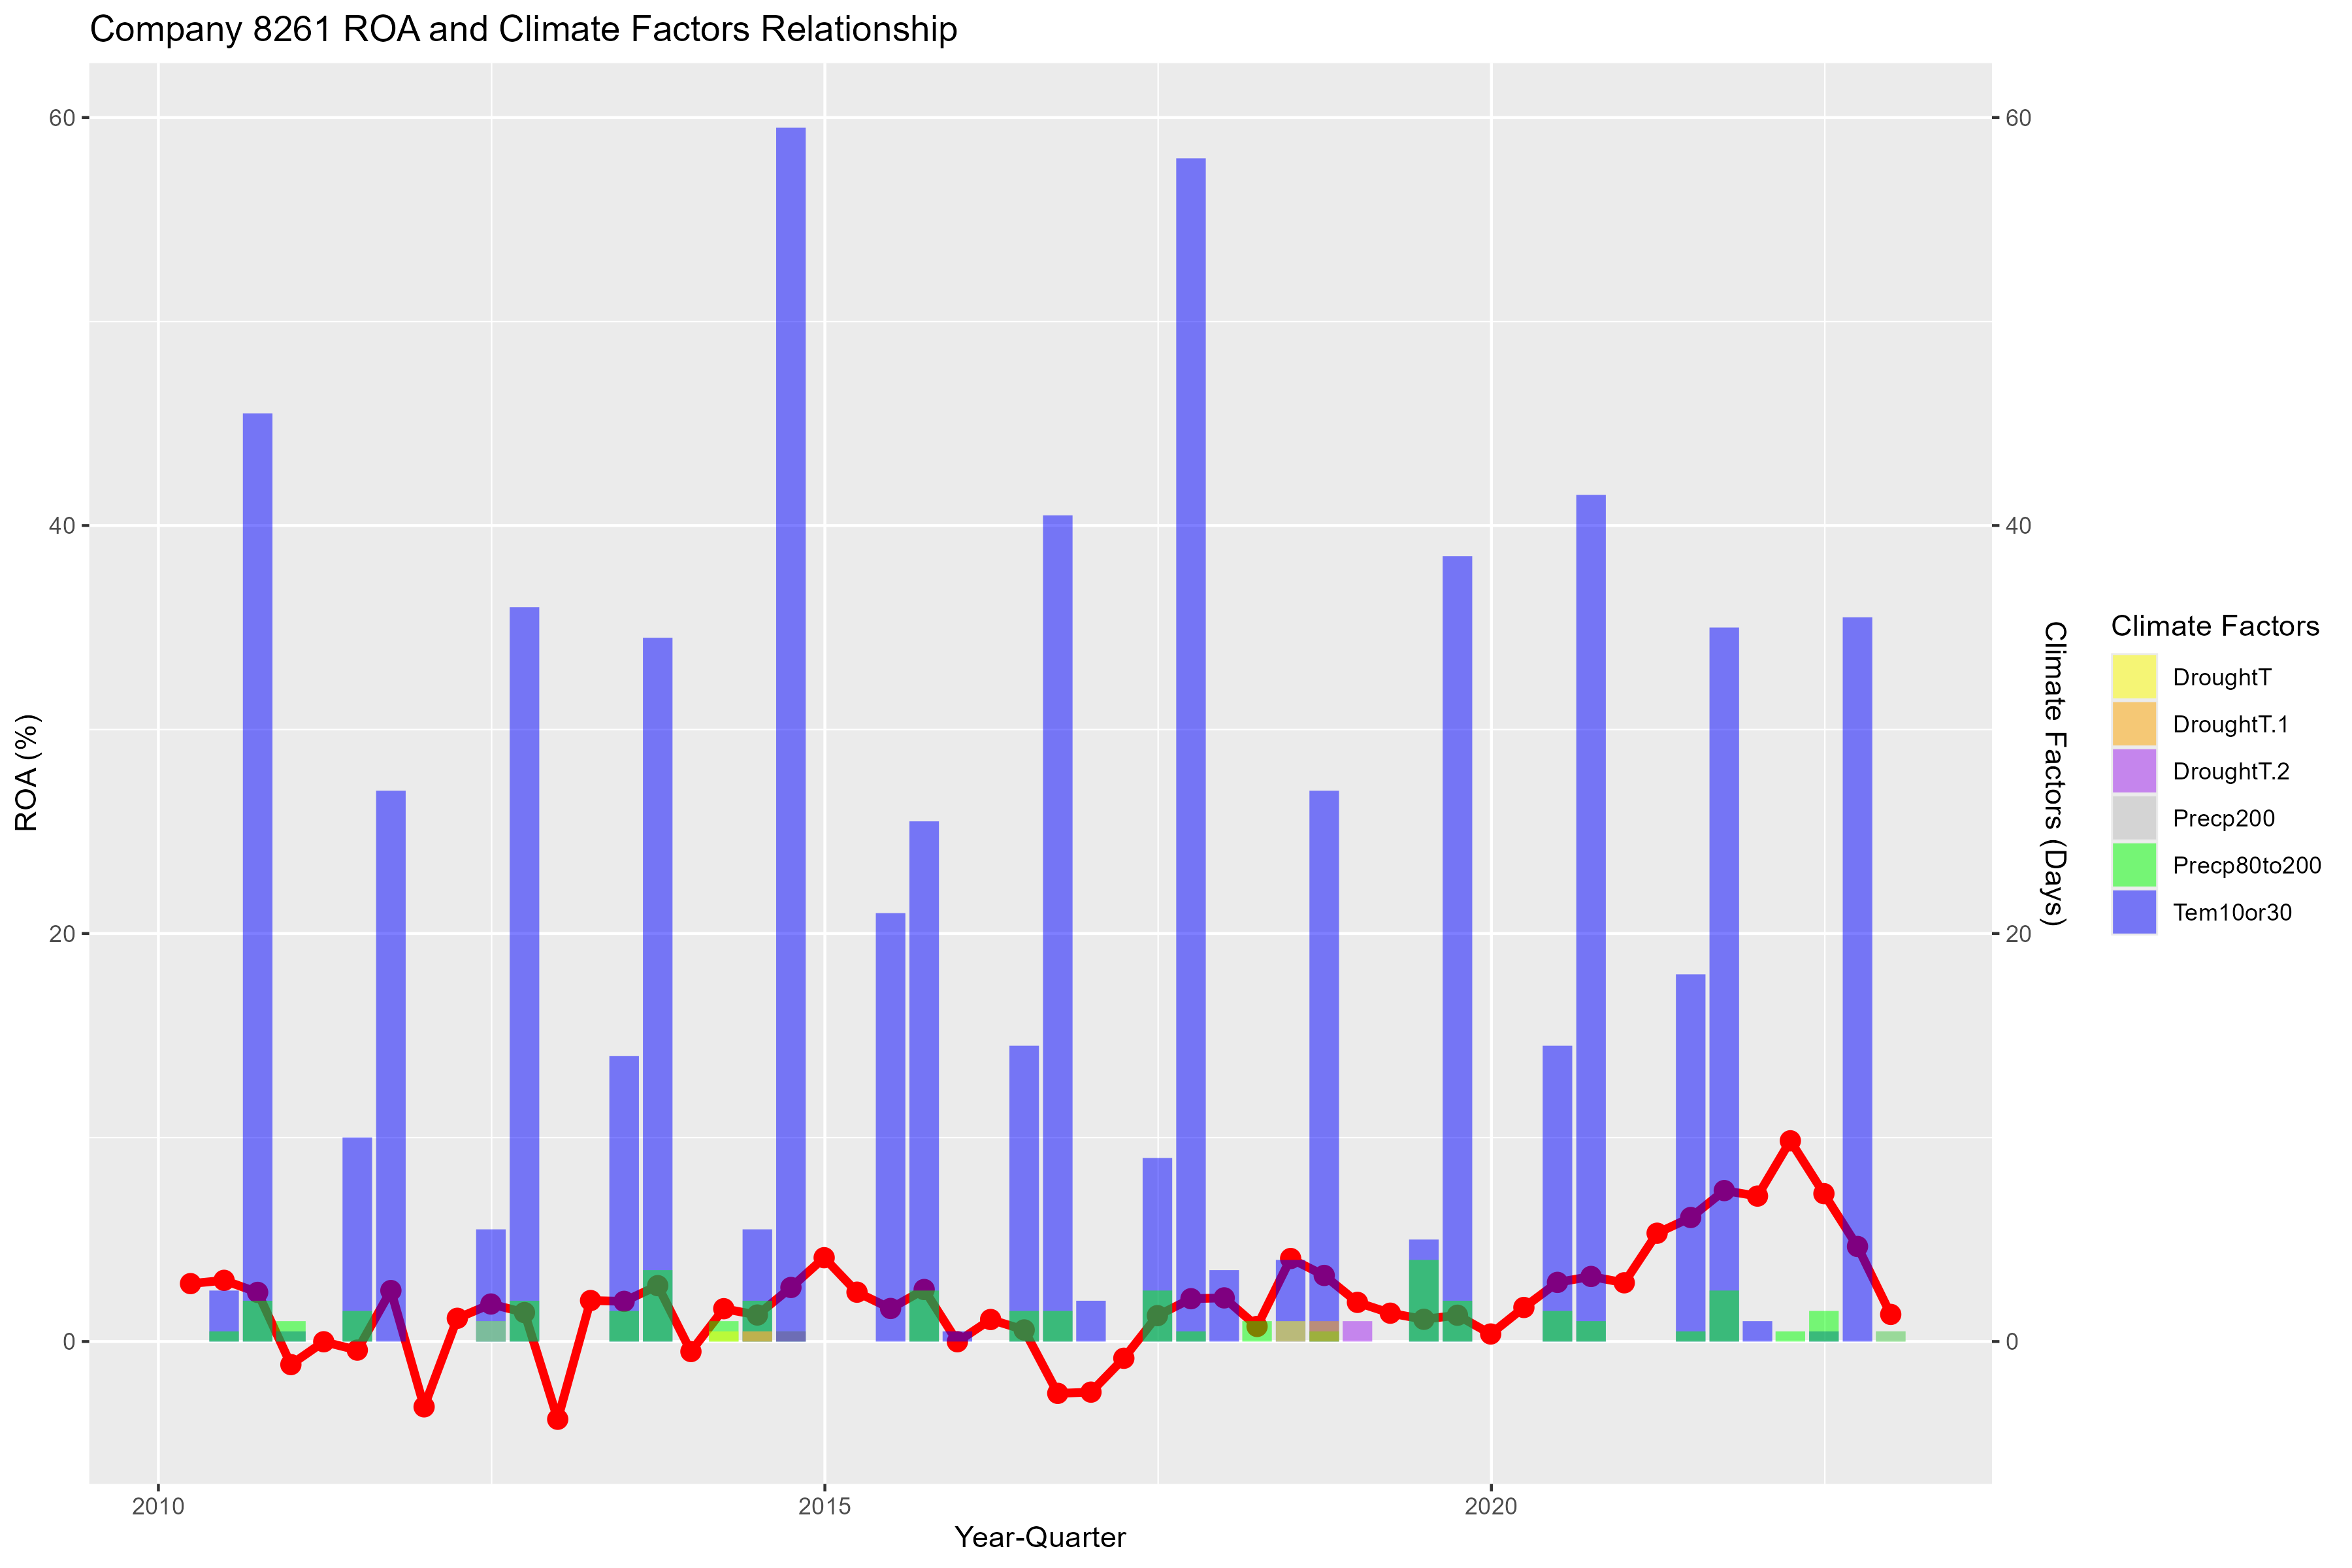 Company 8261 ROA and Climate Factors Relationship
60
40
20
0
ROA (%)
60
40
20
0
Climate Factors (Days)
2010
2015
2020
Year-Quarter
Climate Factors
DroughtT
DroughtT.1
DroughtT.2
Precp200
Precp80to200
Tem10or30